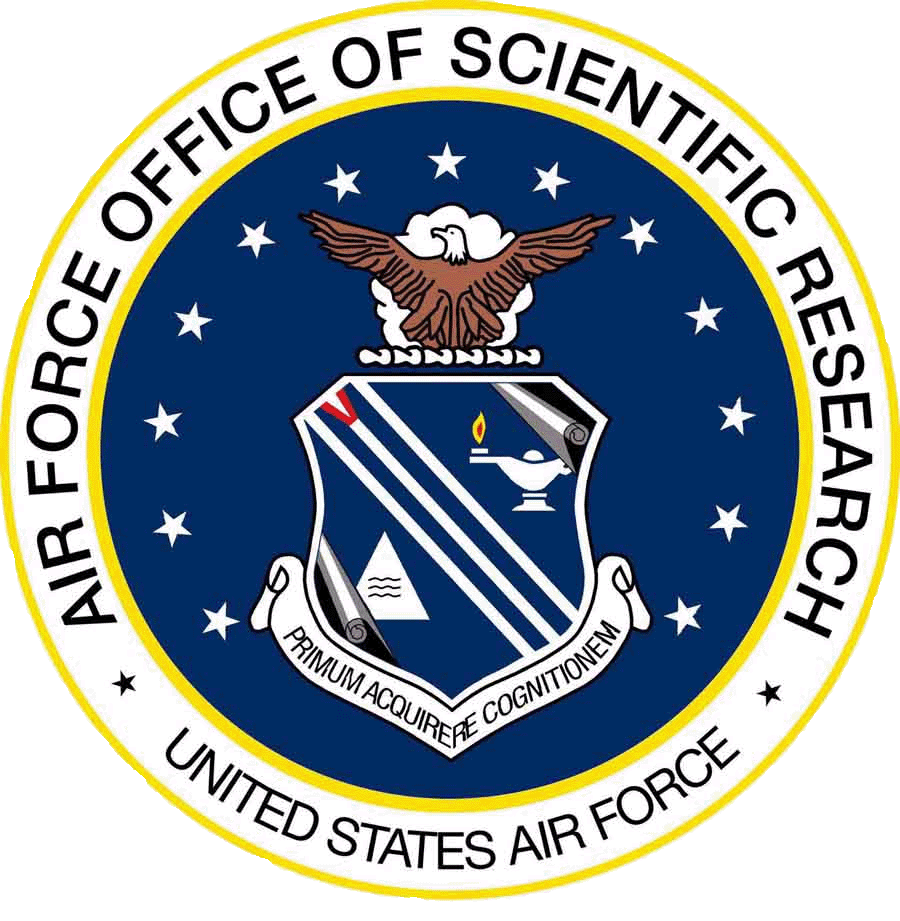 AIR FORCE OFFICE OF SCIENTIFIC RESEARCH
PRIMUM ACQUIRERE COGNITIONEM
UNITED STATES AIR FORCE